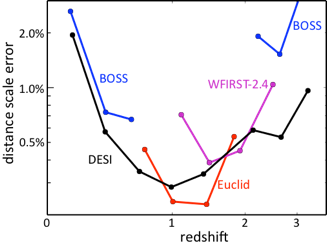 BOSS
2.0%
BOSS
1.0%
WFIRST-2.4
0.5%
DESI
Euclid
distance scale error
0 1 2 3
redshift